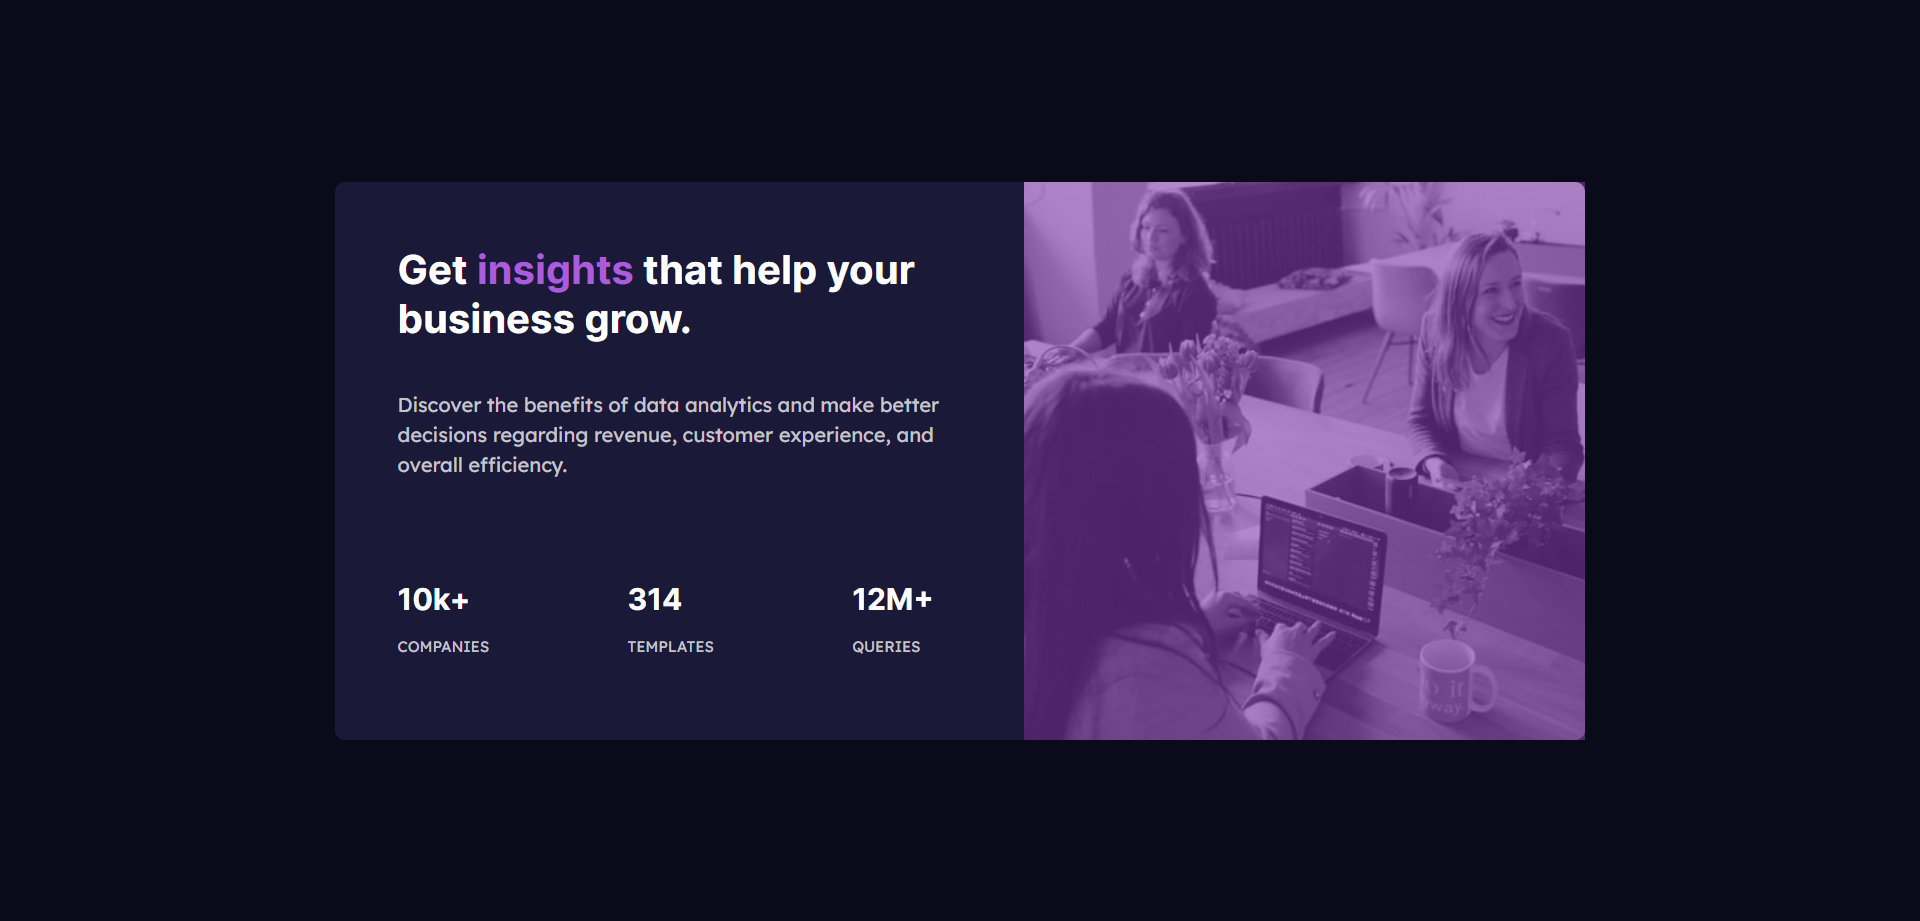 Get insights that help your
business grow.
Discover the benefits of data analytics and make better
decisions regarding revenue, customer experience, and
overall efficiency.
10k+ 314 12M+
COMPANIES TEMPLATES QUERIES